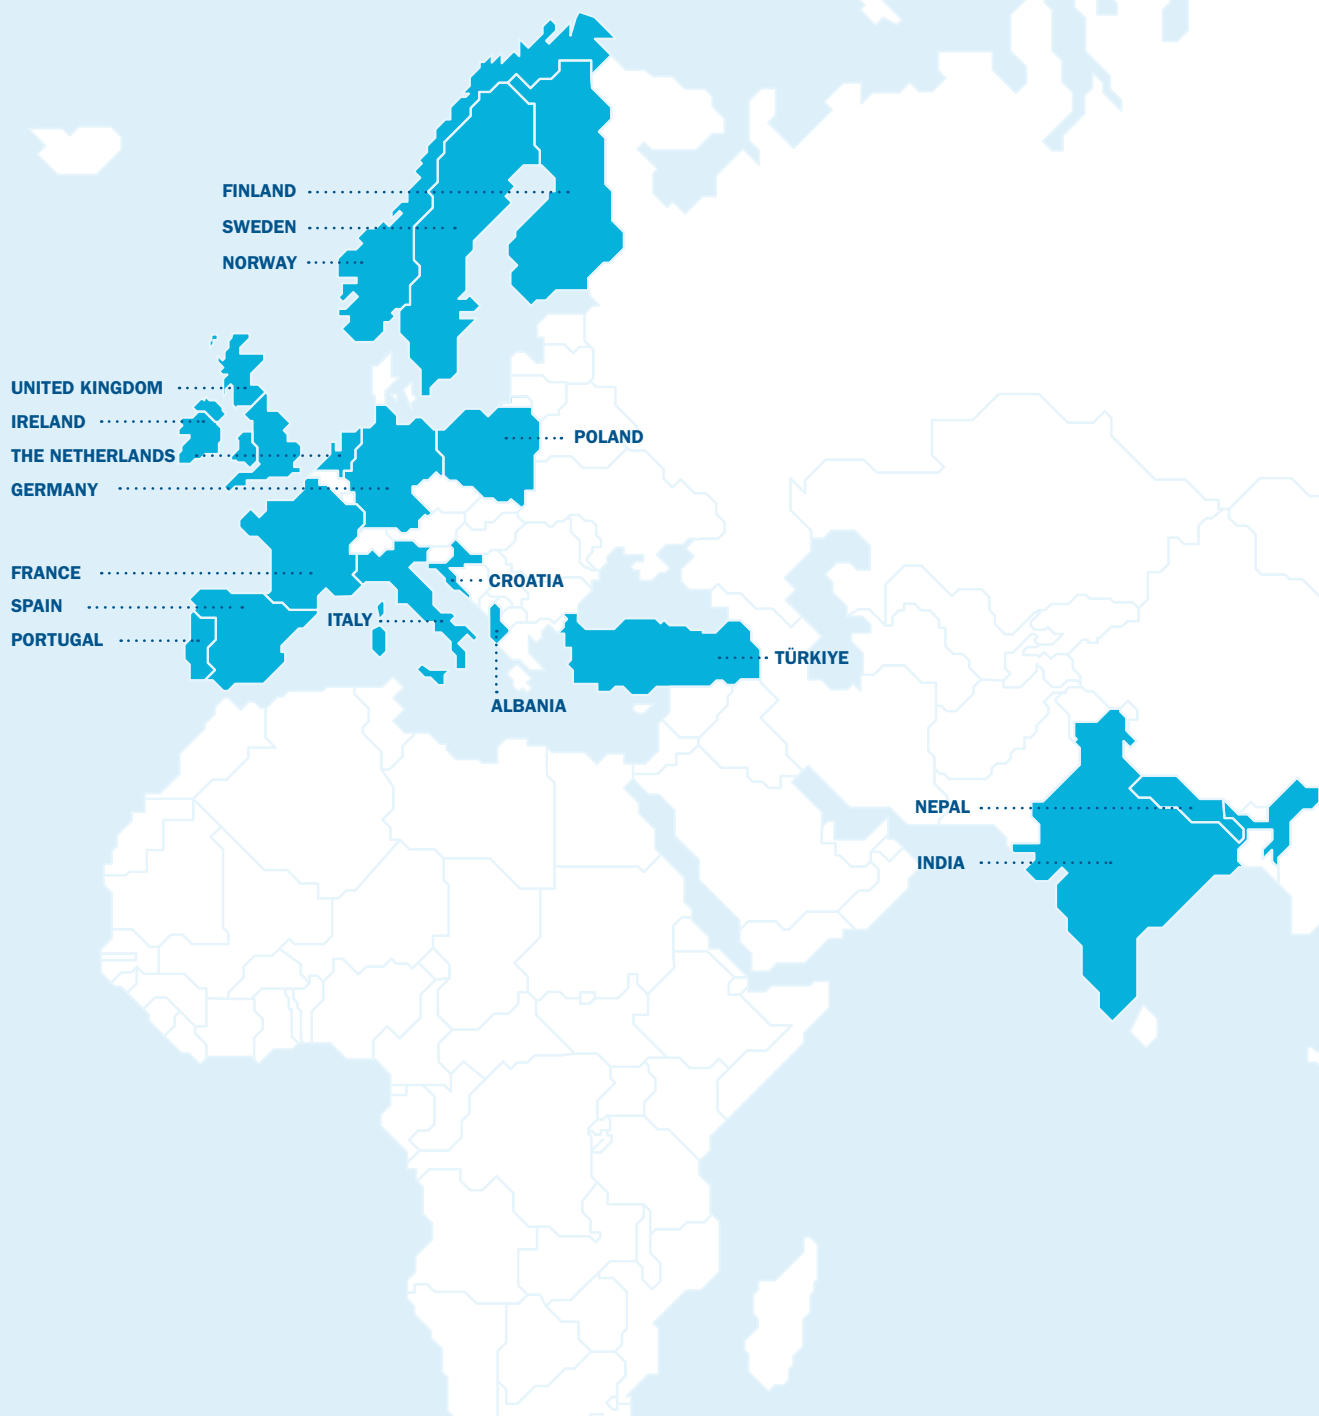 FINLAND
SWEDEN
NORWAY
UNITED KINGDOM
IRELAND
POLAND
THE NETHERLANDS
GERMANY
FRANCE
CROATIA
SPAIN
ITALY
PORTUGAL
TÜRKIYE
ALBANIA
NEPAL
INDIA